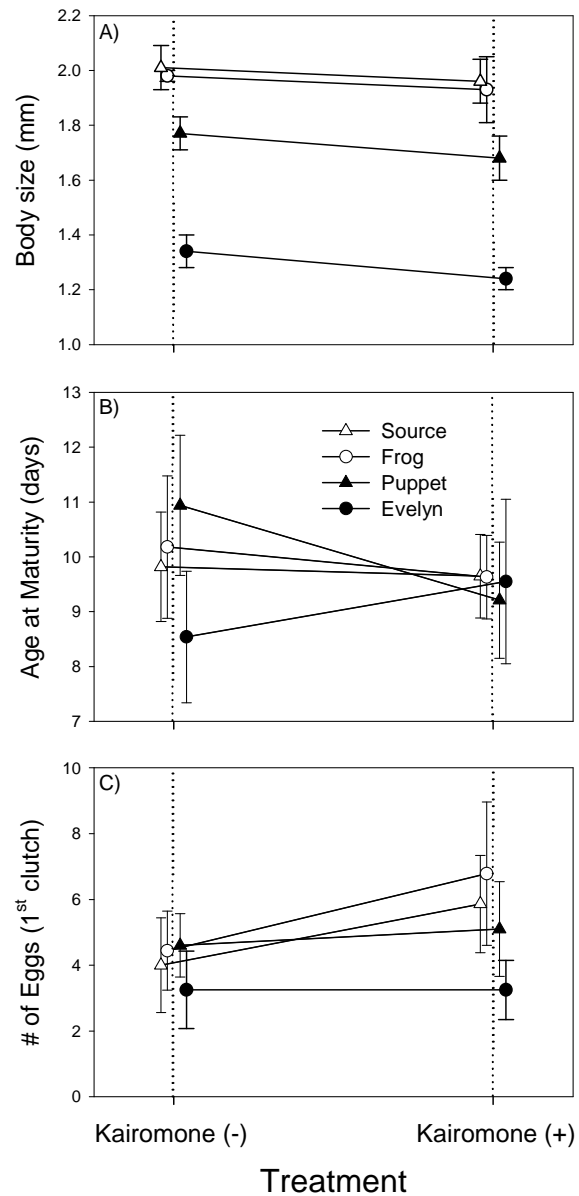 A)
Body size (mm)
2.2
2.0
1.8
1.6
1.4
1.2
1.0
B)
Age at Maturity (days)
13
12
11
10
9
8
7
Source
Frog
Puppet
Evelyn
C)
# of Eggs (1st clutch)
10
8
6
4
2
0
Kairomone (-) Kairomone (+)
Treatment